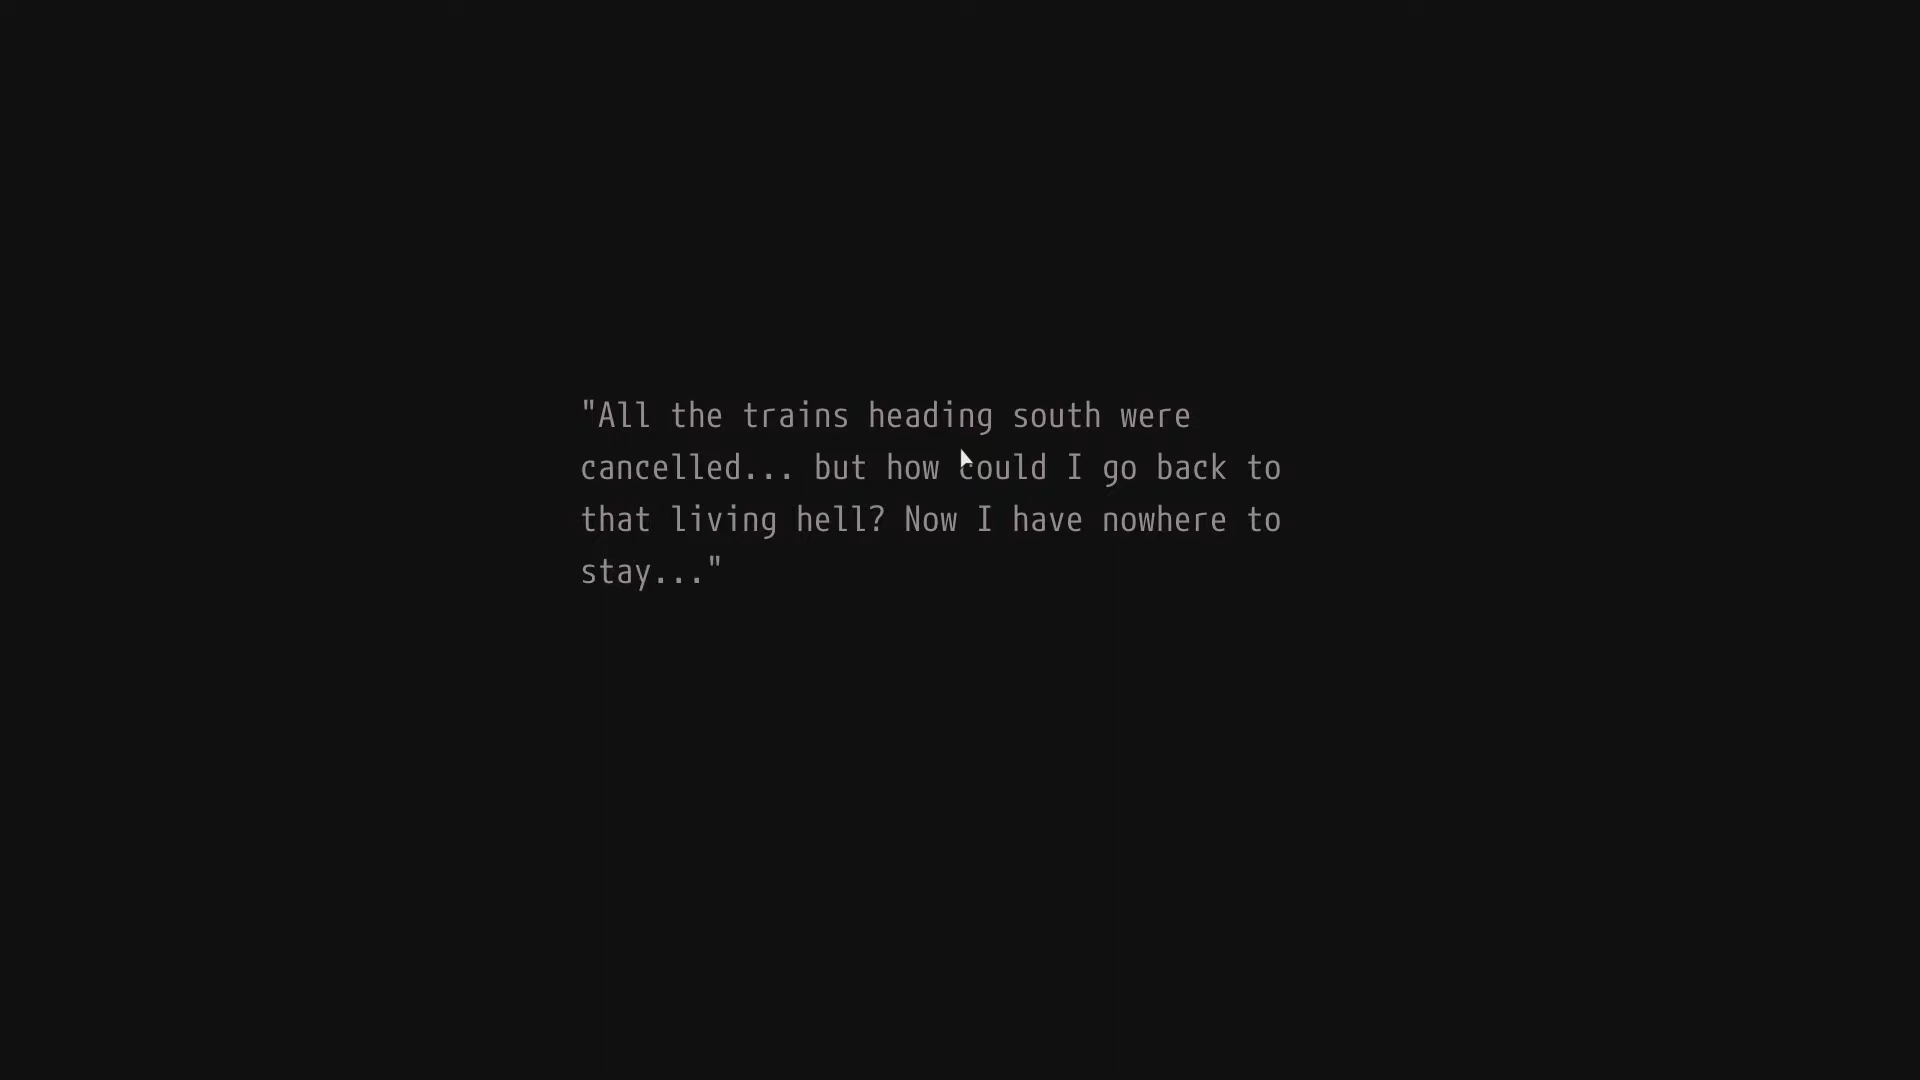 "All the trains heading south were
cancelled... but how could I go back to
that living hell? Now I have nowhere to
stay..."